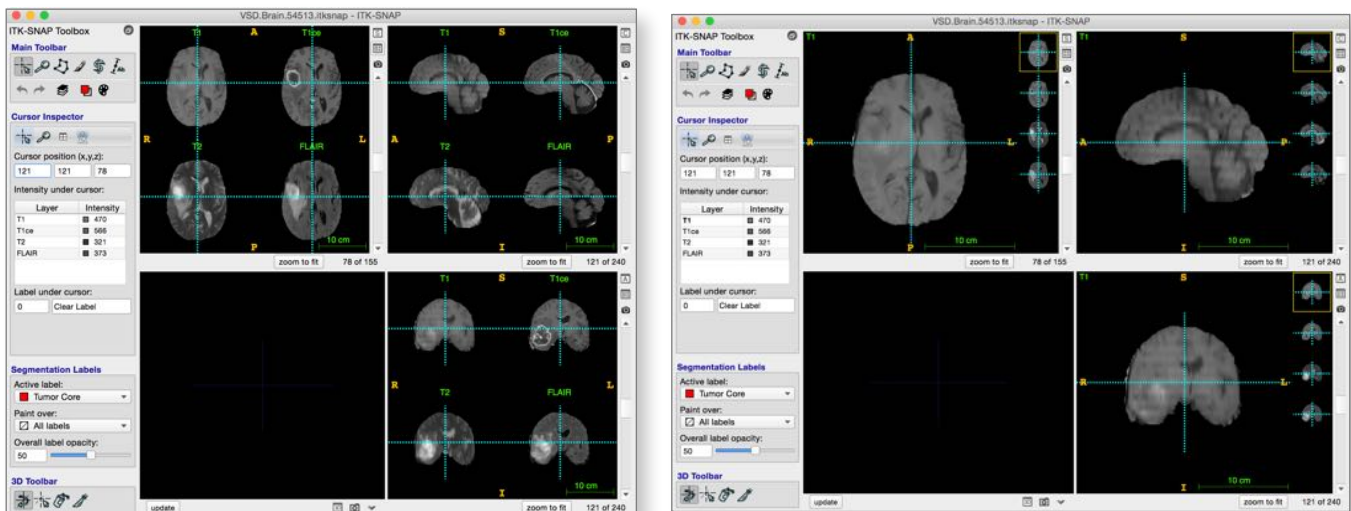 VSD.Brain.54513.itksnap - ITK-SNAP
ITK-SNAP Toolbox
Main Toolbar
Cursor Inspector
Cursor position (x,y,z):
121 121 78
Intensity under cursor:
Layer Intensity
T1 470
T1ce 566
T2 321
FLAIR 373
Label under cursor:
0 Clear Label
Segmentation Labels
Active label:
Tumor Core
Paint over:
All labels
Overall label opacity:
50
3D Toolbar
T1 A T1ce
R L
T2 FLAIR
P 10 cm
zoom to fit 78 of 155
T1 S T1ce
A P
T2 FLAIR
I 10 cm
zoom to fit 121 of 240
update
T1 S T1ce
R L
T2 FLAIR
I 10 cm
zoom to fit 121 of 240
VSD.Brain.54513.itksnap - ITK-SNAP
ITK-SNAP Toolbox
Main Toolbar
Cursor Inspector
Cursor position (x,y,z):
121 121 78
Intensity under cursor:
Layer Intensity
T1 470
T1ce 566
T2 321
FLAIR 373
Label under cursor:
0 Clear Label
Segmentation Labels
Active label:
Tumor Core
Paint over:
All labels
Overall label opacity:
50
3D Toolbar
T1 A
R L
P 10 cm
zoom to fit 78 of 155
T1 S
A P
I 10 cm
zoom to fit 121 of 240
update
T1 S
R L
I 10 cm
zoom to fit 121 of 240